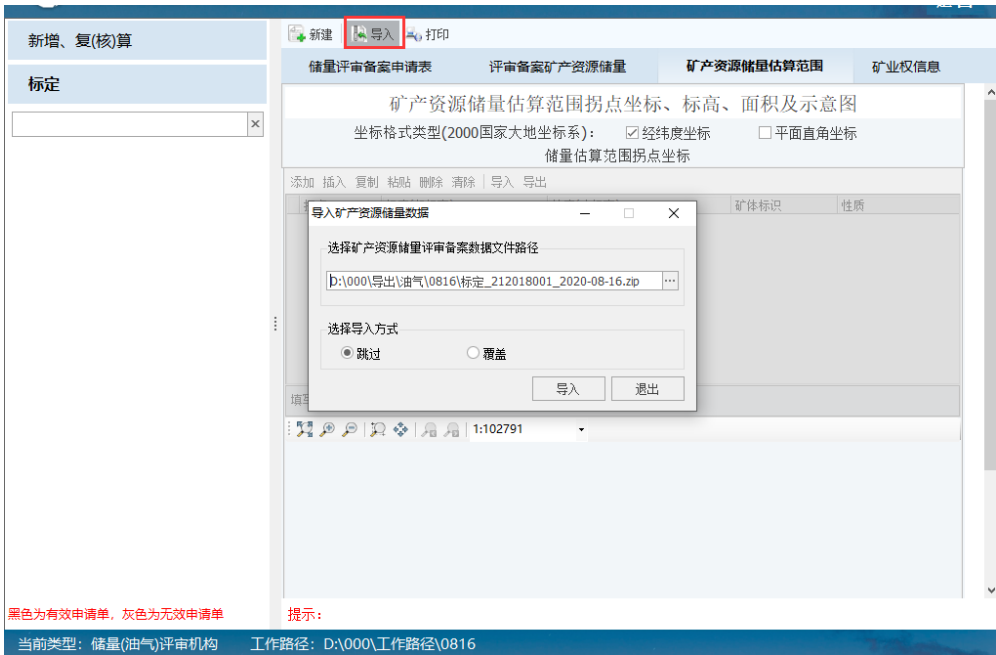 返回
新增、复(核)算
标定
新建 导入 打印
储量评审备案申请表 评审备案矿产资源储量 矿产资源储量估算范围 矿业权信息
矿产资源储量估算范围拐点坐标、标高、面积及示意图
坐标格式类型(2000国家大地坐标系)： 经纬度坐标 平面直角坐标
储量估算范围拐点坐标
添加 插入 复制 粘贴 删除 清除 导入 导出
矿体标识 性质
导入矿产资源储量数据
选择矿产资源储量评审备案数据文件路径
D:\000\导出\油气\0816\标定_212018001_2020-08-16.zip
选择导入方式
跳过 覆盖
导入 退出
填写
1:102791
黑色为有效申请单，灰色为无效申请单
提示：
当前类型：储量(油气)评审机构 工作路径：D:\000\工作路径\0816